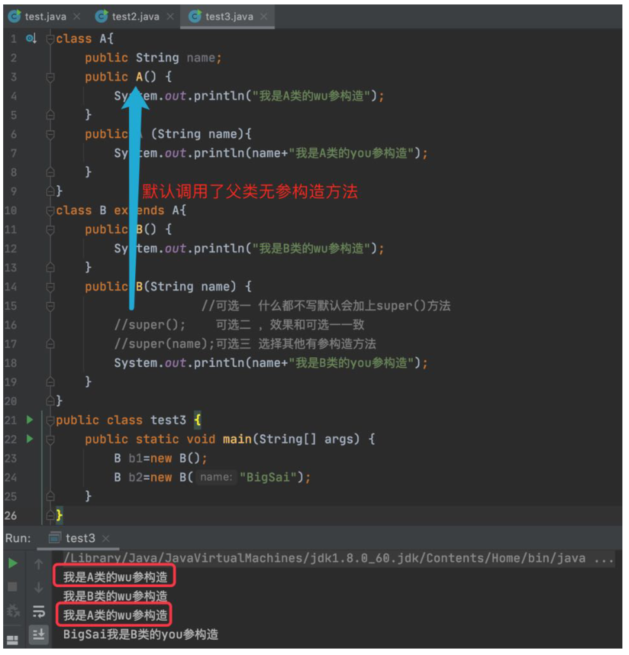 test.java × test2.java × test3.java ×
1 class A{
2 public String name;
3 public A() {
4 System.out.println("我是A类的wu参构造");
5 }
6 public (String name){
7 System.out.println(name+"我是A类的you参构造");
8 }
9 }
默认调用了父类无参构造方法
10 class B extends A{
11 public B() {
12 System.out.println("我是B类的wu参构造");
13 }
14 public B(String name) {
15 //可选一 什么都不写默认会加上super()方法
16 //super(); 可选二 ，效果和可选一一致
17 //super(name);可选三 选择其他有参构造方法
18 System.out.println(name+"我是B类的you参构造");
19 }
20 }
21 public class test3 {
22 public static void main(String[] args) {
23 B b1=new B();
24 B b2=new B( name: "BigSai");
25 }
26 }
Run: test3 ×
/Library/Java/JavaVirtualMachines/jdk1.8.0_60.jdk/Contents/Home/bin/java ...
我是A类的wu参构造
我是B类的wu参构造
我是A类的wu参构造
BigSai我是B类的you参构造